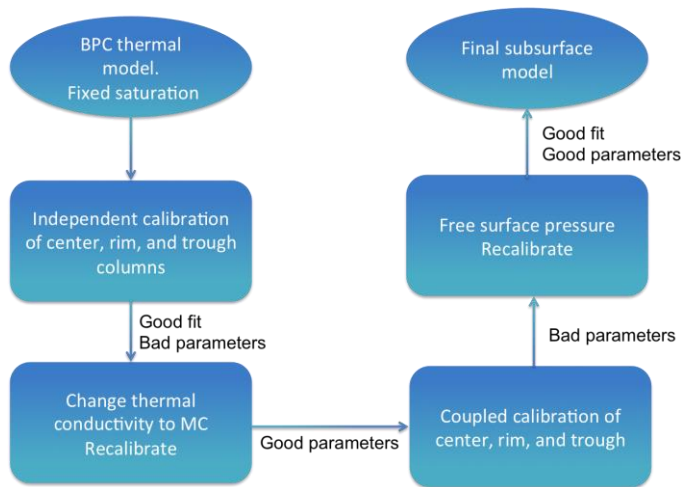 BPC thermal
model.
Fixed saturation
Independent calibration
of center, rim, and trough
columns
Good fit
Bad parameters
Change thermal
conductivity to MC
Recalibrate
Good parameters
Coupled calibration of
center, rim, and trough
Bad parameters
Free surface pressure
Recalibrate
Good fit
Good parameters
Final subsurface
model